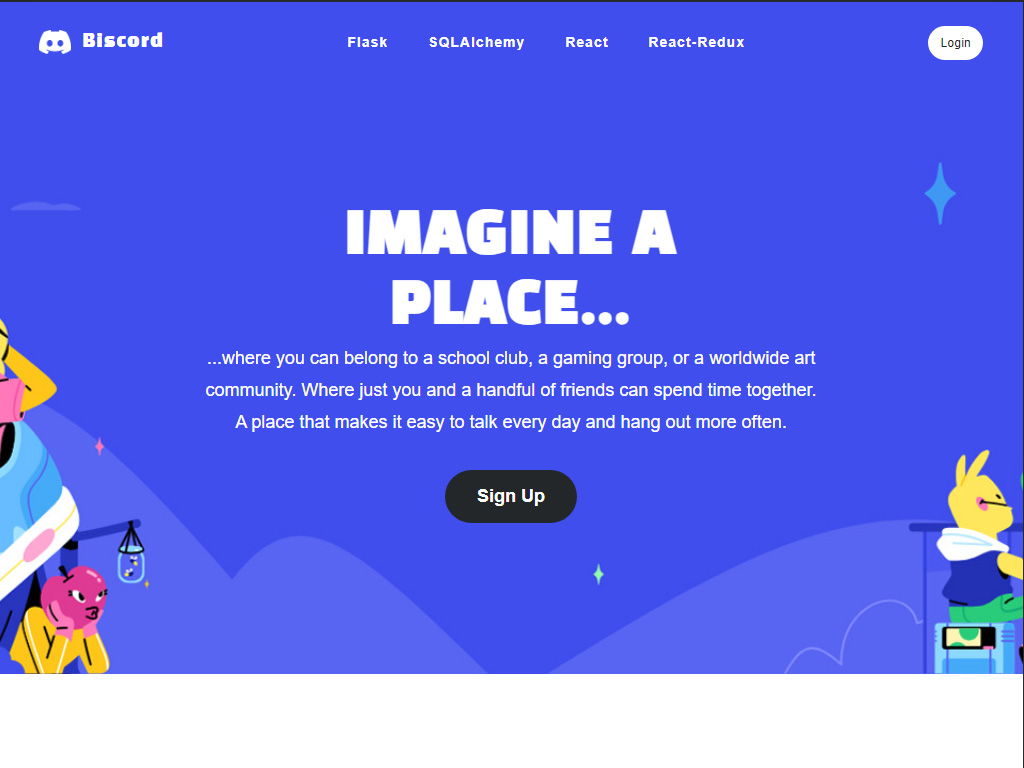 Biscord
Flask SQLAlchemy React React-Redux
Login
IMAGINE A
PLACE...
...where you can belong to a school club, a gaming group, or a worldwide art
community. Where just you and a handful of friends can spend time together.
A place that makes it easy to talk every day and hang out more often.
Sign Up